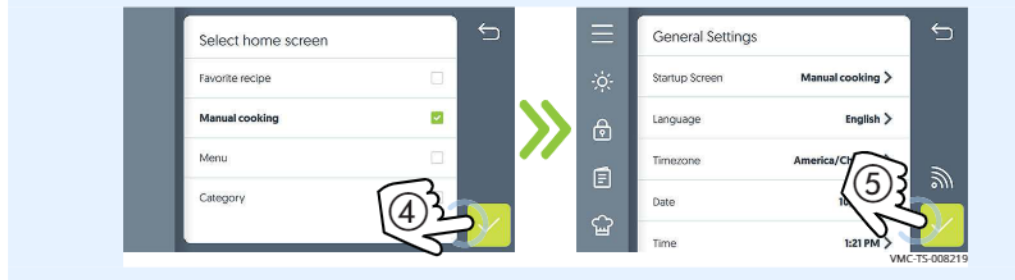 Select home screen
Favorite recipe
Manual cooking
Menu
Category
4
General Settings
Startup Screen Manual cooking >
Language English >
Timezone
Date
Time 1:21 PM >
5
VMC-TS-008219